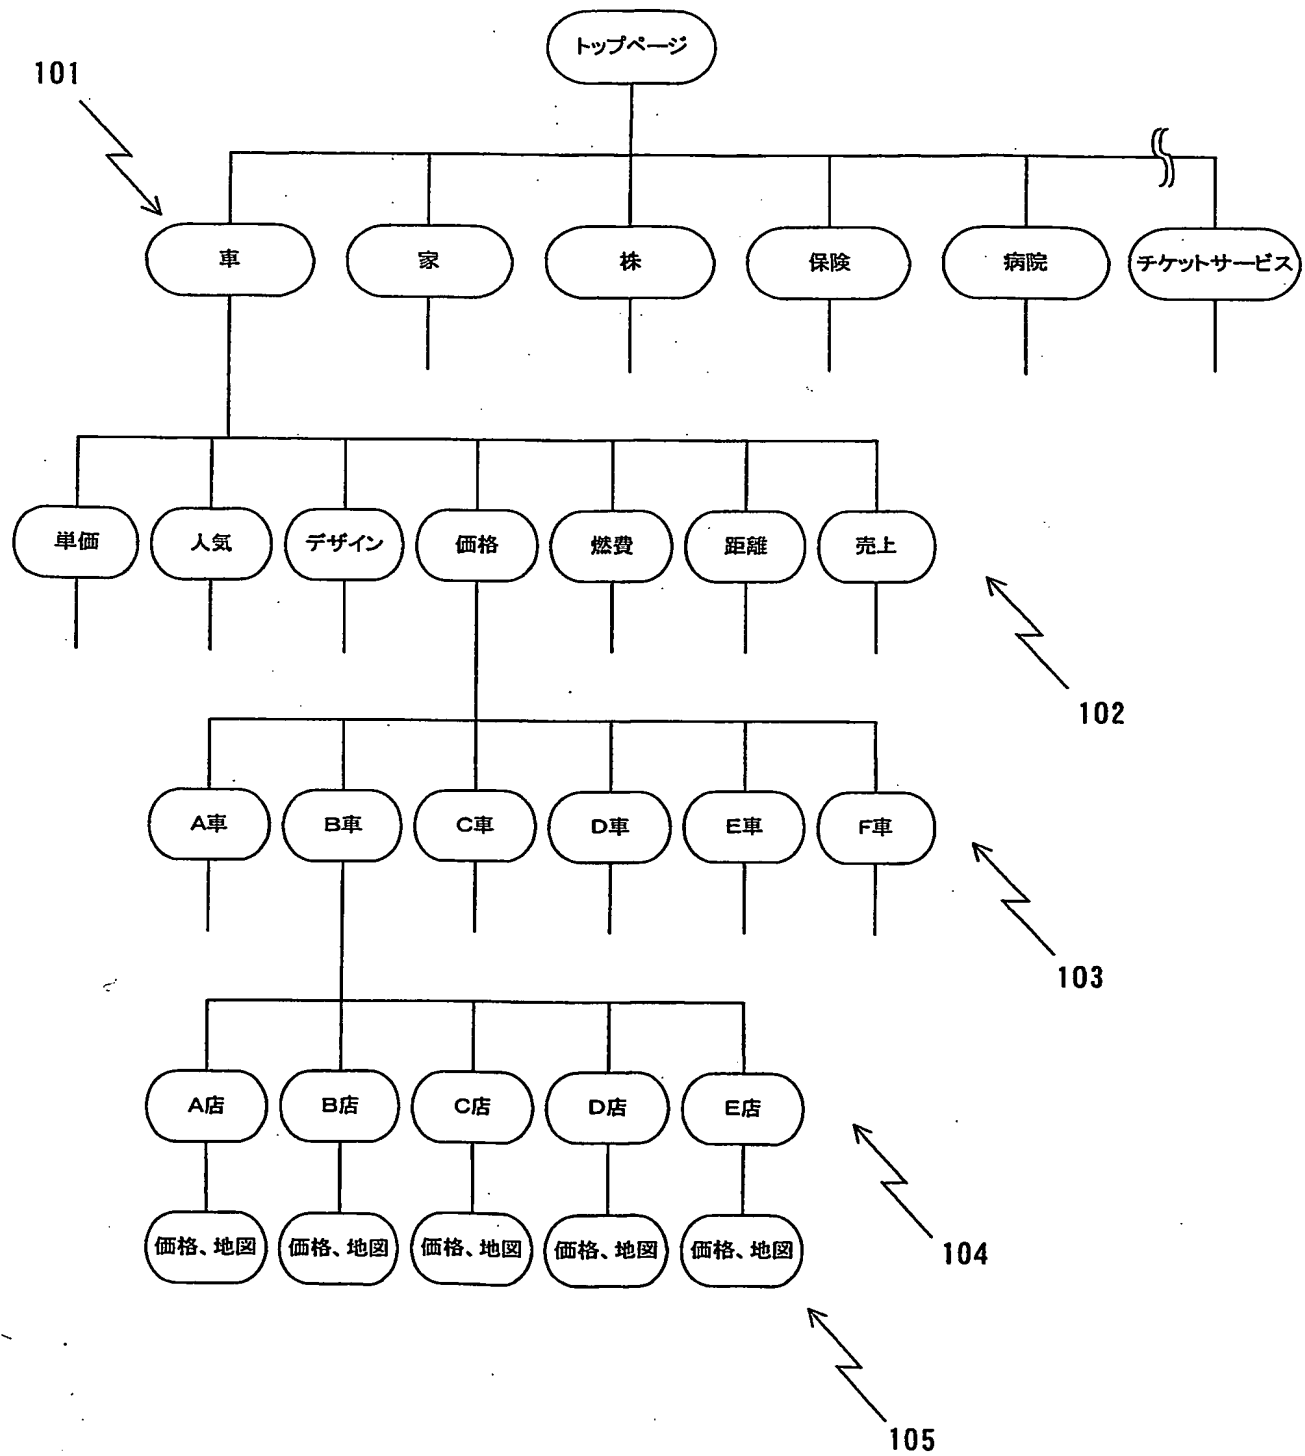 トップページ
101
車
家
株
保険
病院
チケットサービス
単価
人気
デザイン
価格
燃費
距離
売上
102
A車
B車
C車
D車
E車
F車
103
A店
B店
C店
D店
E店
104
価格、地図
価格、地図
価格、地図
価格、地図
価格、地図
105